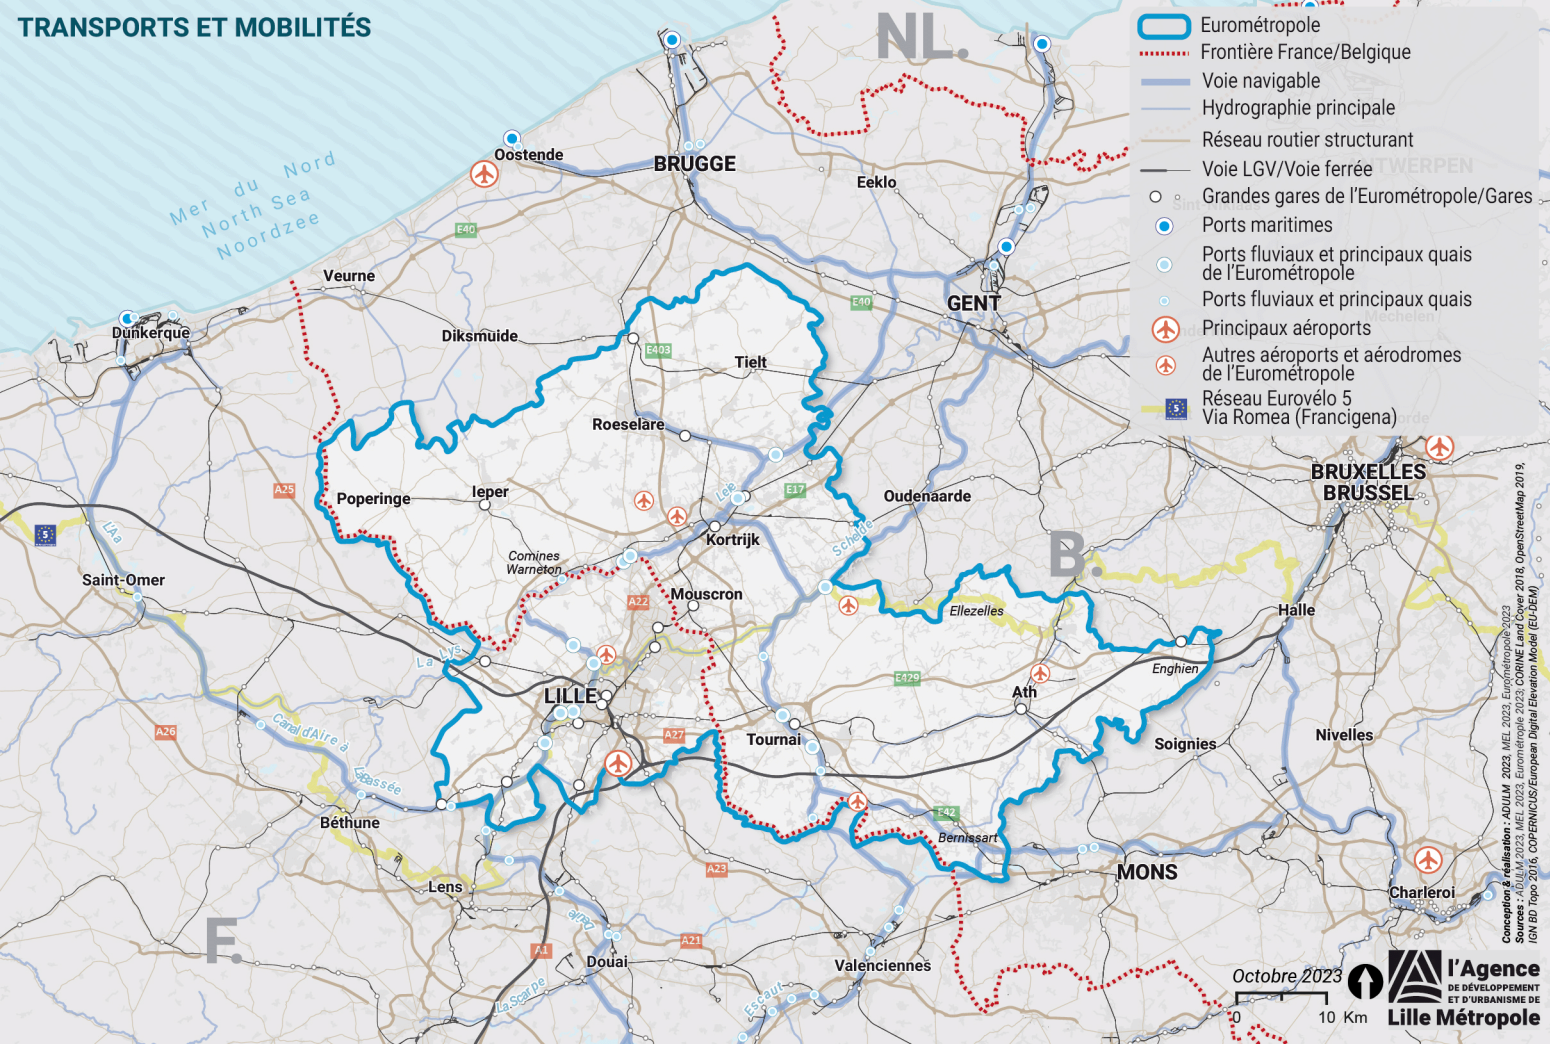 TRANSPORTS ET MOBILITÉS
NL.
Eurométropole
Frontière France/Belgique
Voie navigable
Hydrographie principale
Réseau routier structurant
Voie LGV/Voie ferrée
Grandes gares de l'Eurométropole/Gares
Ports maritimes
Ports fluviaux et principaux quais
de l'Eurométropole
Ports fluviaux et principaux quais
Principaux aéroports
Autres aéroports et aérodromes
de l'Eurométropole
5
Réseau Eurovélo 5
Via Romea (Francigena)
ANTWERPEN
Mechelen
Mer du Nord
North Sea
Noordzee
Oostende
BRUGGE
Eeklo
E40
Veurne
Dunkerque
Diksmuide
E403
Tielt
E40
GENT
Roeselare
BRUXELLES
BRUSSEL
A25
Poperinge
Ieper
Leie
E17
Oudenaarde
Schelde
Kortrijk
5
L'Aa
Comines
Warneton
B.
Saint-Omer
A22
Mouscron
Ellezelles
Halle
La Lys
Enghien
LILLE
E429
Ath
A26
Canal d'Aire à
La Bassée
A27
Tournai
Soignies
Nivelles
Béthune
E42
Bernissart
A23
MONS
Lens
Charleroi
F.
Deûle
A1
A21
Douai
Valenciennes
La Scarpe
Escaut
Octobre 2023
0 10 Km
l'Agence
DE DÉVELOPPEMENT
ET D'URBANISME DE
Lille Métropole
Conception & réalisation : ADULM 2023, MEL 2023, Eurométropole 2023
Sources : ADULM 2023, MEL 2023, Eurométropole 2023; CORINE Land Cover 2018, OpenStreetMap 2019,
IGN BD Topo 2016, COPERNICUS/European Digital Elevation Model (EU-DEM)